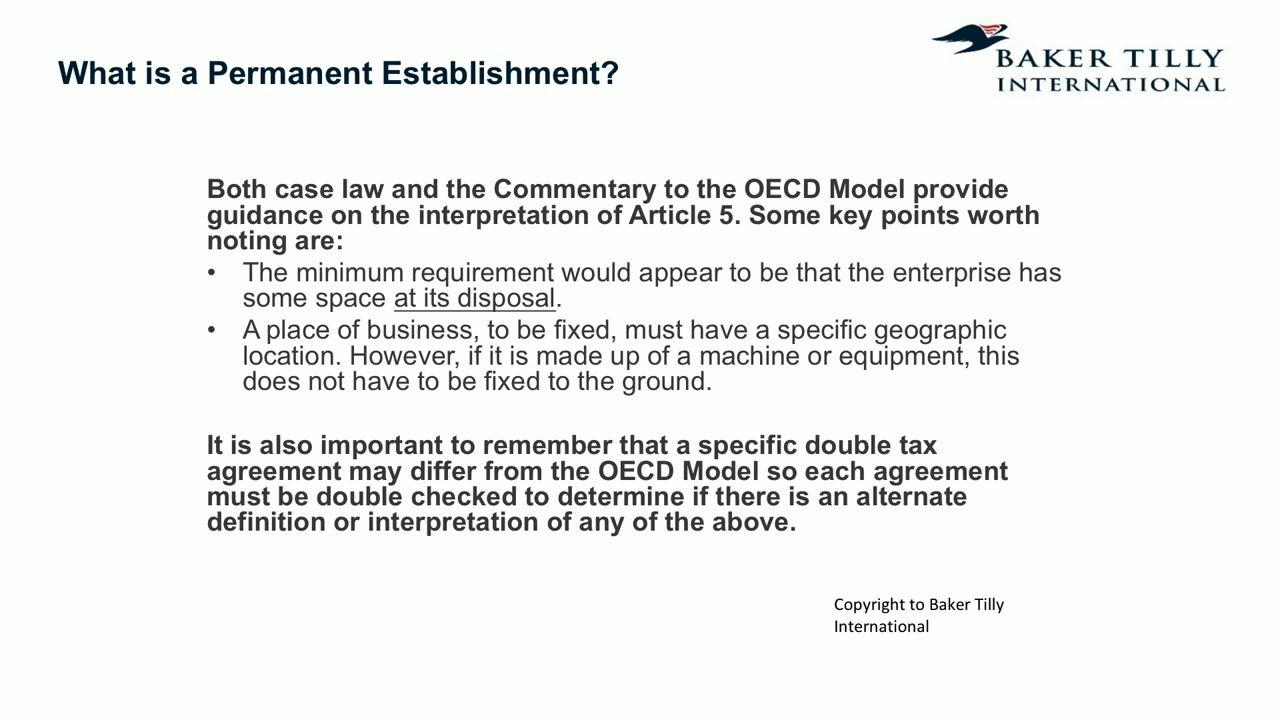 What is a Permanent Establishment?
BAKER TILLY
INTERNATIONAL
Both case law and the Commentary to the OECD Model provide
guidance on the interpretation of Article 5. Some key points worth
noting are:
• The minimum requirement would appear to be that the enterprise has
some space at its disposal.
• A place of business, to be fixed, must have a specific geographic
location. However, if it is made up of a machine or equipment, this
does not have to be fixed to the ground.
It is also important to remember that a specific double tax
agreement may differ from the OECD Model so each agreement
must be double checked to determine if there is an alternate
definition or interpretation of any of the above.
Copyright to Baker Tilly
International